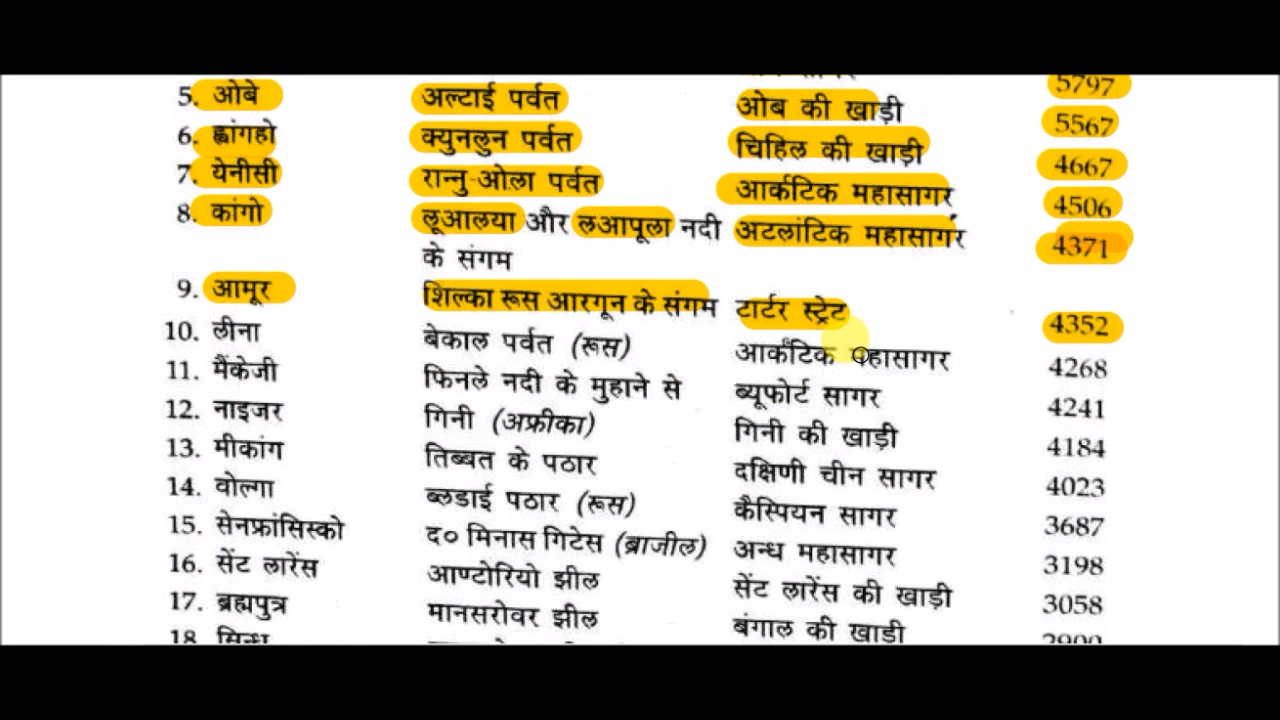 5797
5. ओबे अल्टाई पर्वत ओब की खाड़ी 5567
6. ह्वांगहो क्युनलुन पर्वत चिहिल की खाड़ी 4667
7. येनीसी रान्नु-ओला पर्वत आर्कटिक महासागर 4506
8. कांगो लूआलया और लआपूला नदी अटलांटिक महासागर 4371
के संगम
9. आमूर शिल्का रूस आरगून के संगम टार्टर स्ट्रेट 4352
10. लीना बेकाल पर्वत (रूस) आर्कटिक महासागर 4268
11. मैंकेजी फिनले नदी के मुहाने से ब्यूफोर्ट सागर 4241
12. नाइजर गिनी (अफ्रीका) गिनी की खाड़ी 4184
13. मीकांग तिब्बत के पठार दक्षिणी चीन सागर 4023
14. वोल्गा ब्लडाई पठार (रूस) कैस्पियन सागर 3687
15. सेनफ्रांसिस्को द० मिनास गिटेस (ब्राजील) अन्ध महासागर 3198
16. सेंट लारेंस आण्टोरियो झील सेंट लारेंस की खाड़ी 3058
17. ब्रह्मपुत्र मानसरोवर झील बंगाल की खाड़ी 2900
18. सिन्ध